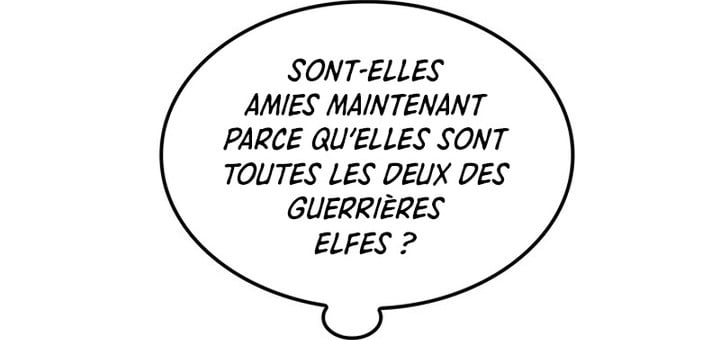 SONT-ELLES
AMIES MAINTENANT
PARCE QU'ELLES SONT
TOUTES LES DEUX DES
GUERRIÈRES
ELFES ?